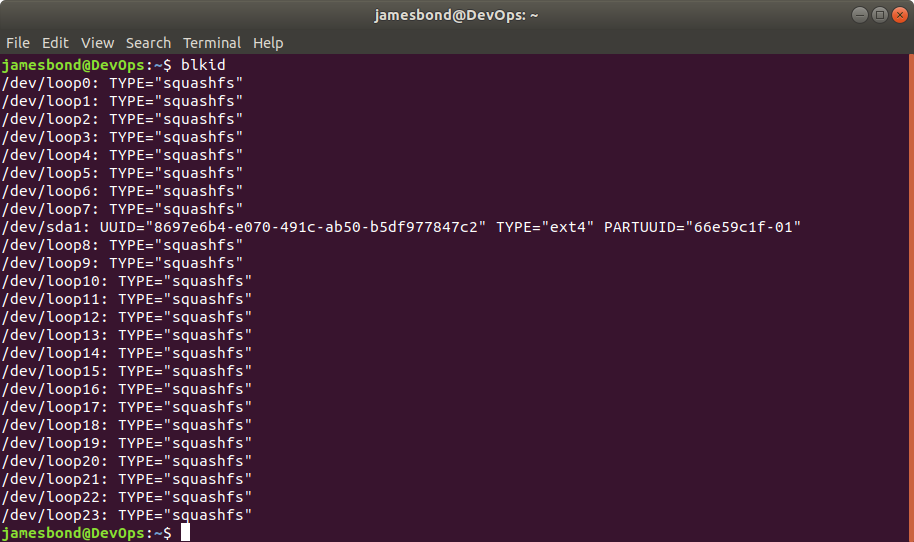 jamesbond@DevOps: ~
File Edit View Search Terminal Help
jamesbond@DevOps:~$ blkid
/dev/loop0: TYPE="squashfs"
/dev/loop1: TYPE="squashfs"
/dev/loop2: TYPE="squashfs"
/dev/loop3: TYPE="squashfs"
/dev/loop4: TYPE="squashfs"
/dev/loop5: TYPE="squashfs"
/dev/loop6: TYPE="squashfs"
/dev/loop7: TYPE="squashfs"
/dev/sda1: UUID="8697e6b4-e070-491c-ab50-b5df977847c2" TYPE="ext4" PARTUUID="66e59c1f-01"
/dev/loop8: TYPE="squashfs"
/dev/loop9: TYPE="squashfs"
/dev/loop10: TYPE="squashfs"
/dev/loop11: TYPE="squashfs"
/dev/loop12: TYPE="squashfs"
/dev/loop13: TYPE="squashfs"
/dev/loop14: TYPE="squashfs"
/dev/loop15: TYPE="squashfs"
/dev/loop16: TYPE="squashfs"
/dev/loop17: TYPE="squashfs"
/dev/loop18: TYPE="squashfs"
/dev/loop19: TYPE="squashfs"
/dev/loop20: TYPE="squashfs"
/dev/loop21: TYPE="squashfs"
/dev/loop22: TYPE="squashfs"
/dev/loop23: TYPE="squashfs"
jamesbond@DevOps:~$